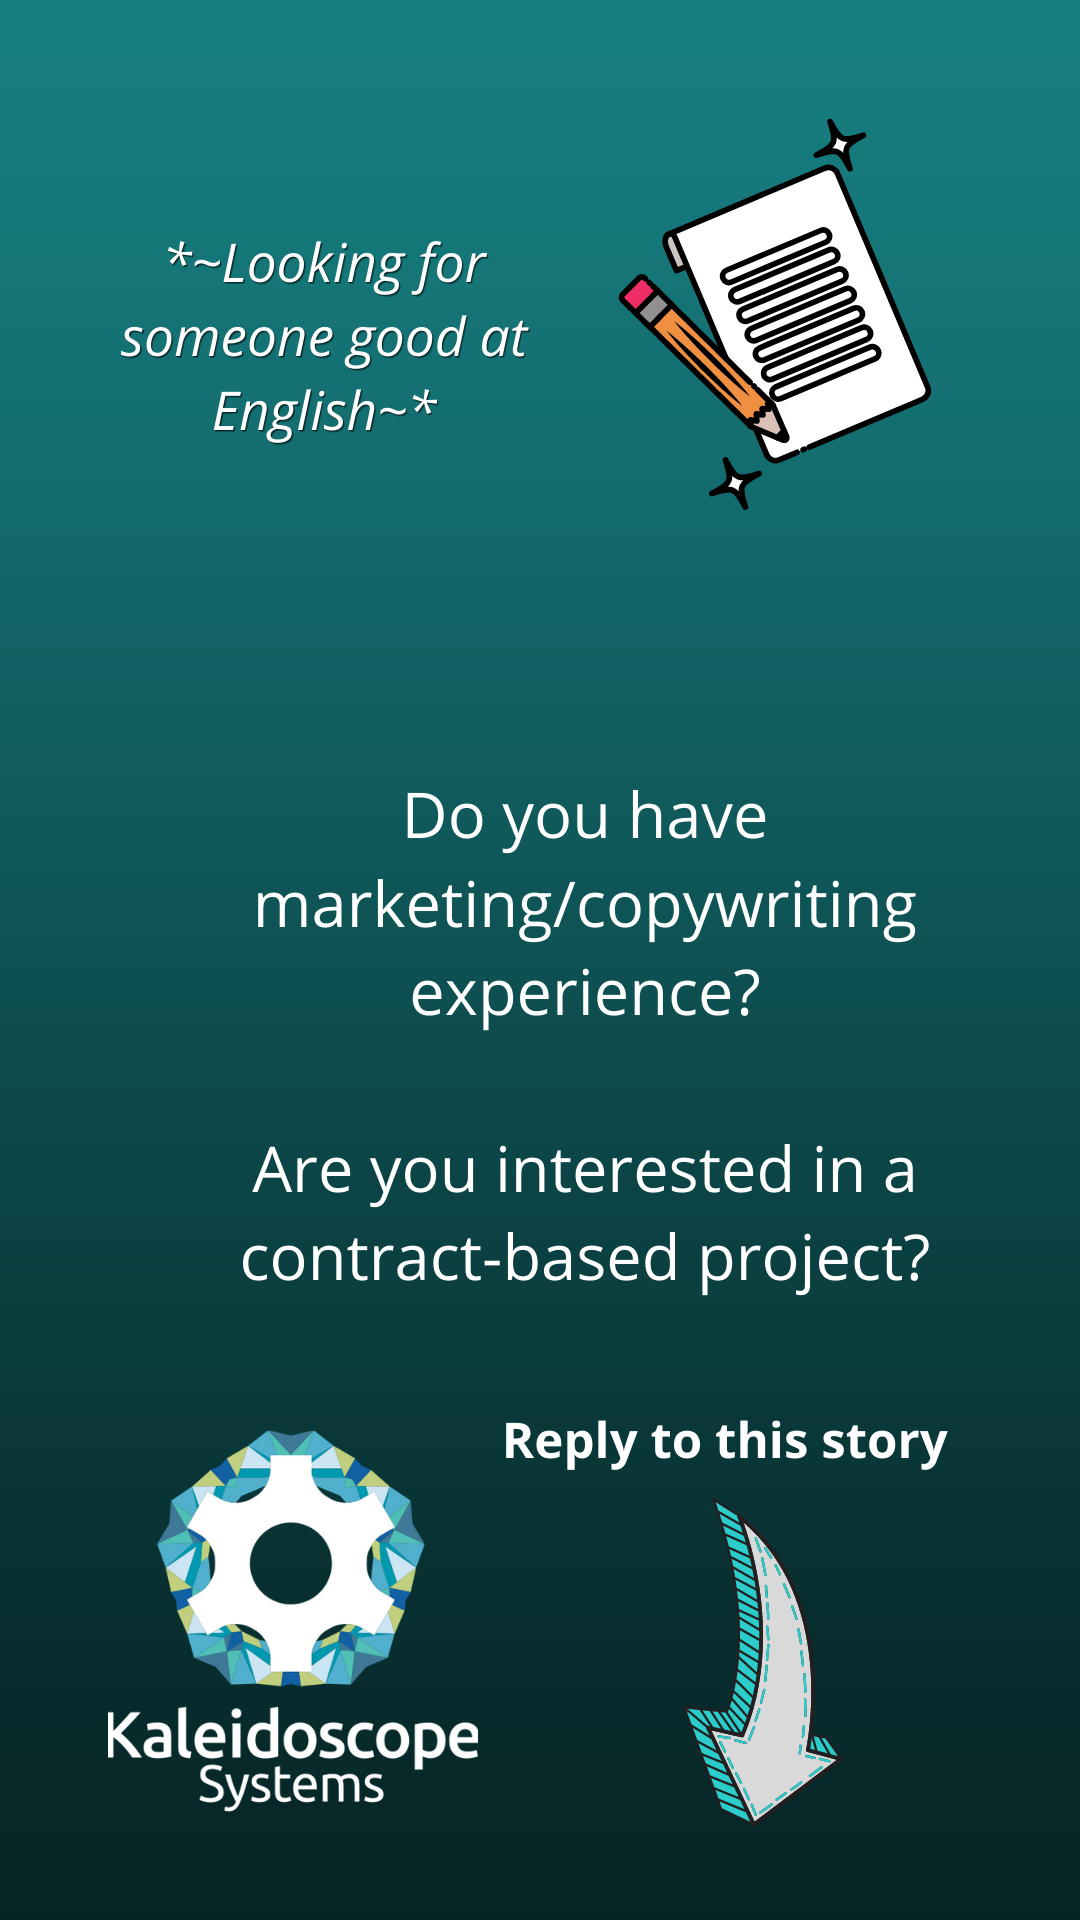 *~Looking for
someone good at
English~*
Do you have
marketing/copywriting
experience?
Are you interested in a
contract-based project?
Reply to this story
Kaleidoscope
Systems